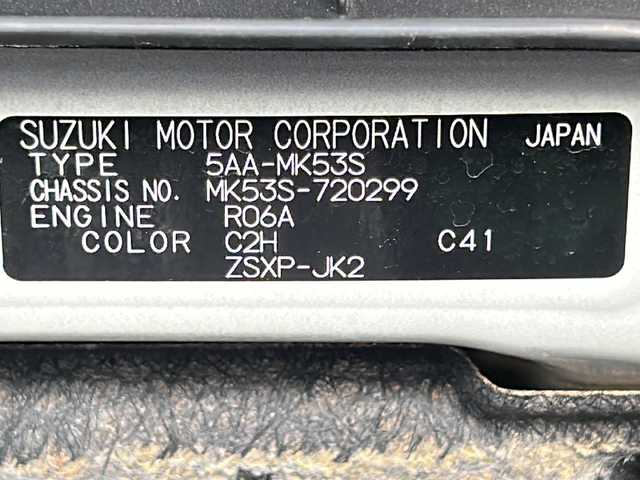 SUZUKI MOTOR CORPORATION JAPAN
TYPE 5AA-MK53S
CHASSIS NO. MK53S-720299
ENGINE R06A
COLOR C2H C41
ZSXP-JK2